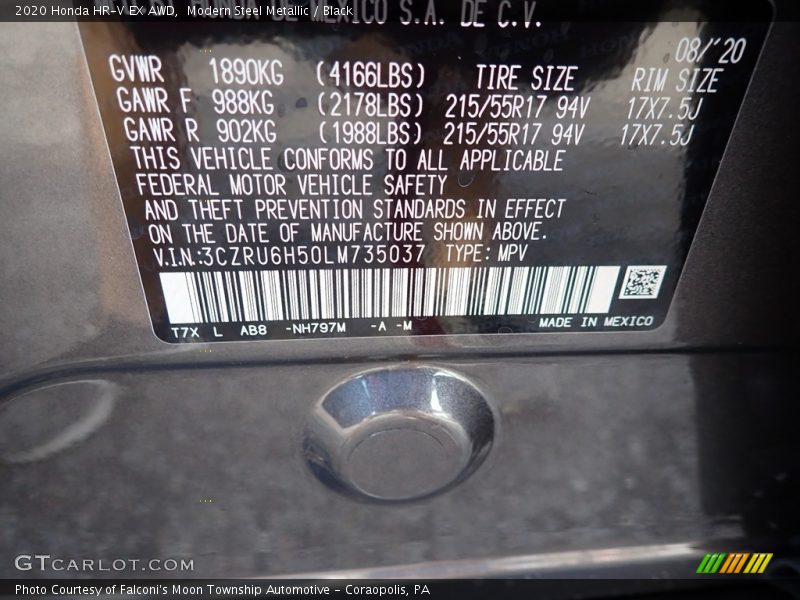 2020 Honda HR-V EX AWD,  Modern Steel Metallic / Black
HONDA DE MEXICO S.A. DE C.V.
08/'20
GVWR 1890KG (4166LBS) TIRE SIZE RIM SIZE
GAWR F 988KG (2178LBS) 215/55R17 94V 17X7.5J
GAWR R 902KG (1988LBS) 215/55R17 94V 17X7.5J
THIS VEHICLE CONFORMS TO ALL APPLICABLE
FEDERAL MOTOR VEHICLE SAFETY
AND THEFT PREVENTION STANDARDS IN EFFECT
ON THE DATE OF MANUFACTURE SHOWN ABOVE.
V.I.N.:3CZRU6H50LM735037 TYPE: MPV
T7X L AB8 -NH797M -A -M MADE IN MEXICO
GTCARLOT.COM
Photo Courtesy of Falconi's Moon Township Automotive - Coraopolis, PA